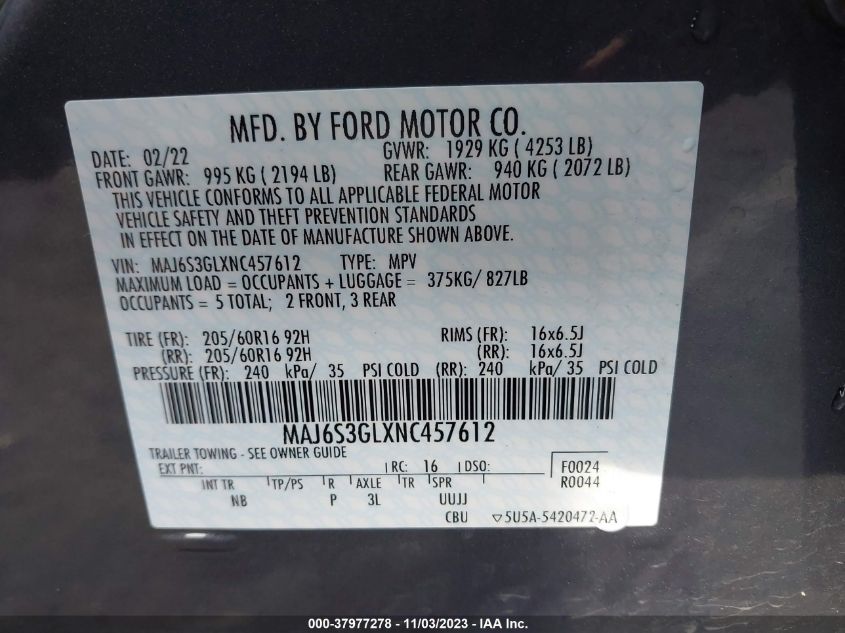 MFD. BY FORD MOTOR CO.
DATE: 02/22 GVWR: 1929 KG ( 4253 LB)
FRONT GAWR: 995 KG ( 2194 LB) REAR GAWR: 940 KG ( 2072 LB)
THIS VEHICLE CONFORMS TO ALL APPLICABLE FEDERAL MOTOR
VEHICLE SAFETY AND THEFT PREVENTION STANDARDS
IN EFFECT ON THE DATE OF MANUFACTURE SHOWN ABOVE.
VIN: MAJ6S3GLXNC457612 TYPE: MPV
MAXIMUM LOAD = OCCUPANTS + LUGGAGE = 375KG/ 827LB
OCCUPANTS = 5 TOTAL; 2 FRONT, 3 REAR
TIRE (FR): 205/60R16 92H RIMS (FR): 16x6.5J
(RR): 205/60R16 92H (RR): 16x6.5J
PRESSURE (FR): 240 kPa/ 35 PSI COLD (RR): 240 kPa/ 35 PSI COLD
MAJ6S3GLXNC457612
TRAILER TOWING - SEE OWNER GUIDE
EXT PNT: RC: 16 DSO: F0024
INT TR TP/PS R AXLE TR SPR R0044
NB P 3L UUJJ
CBU ▽5U5A-5420472-AA
000-37977278 - 11/03/2023 - IAA Inc.